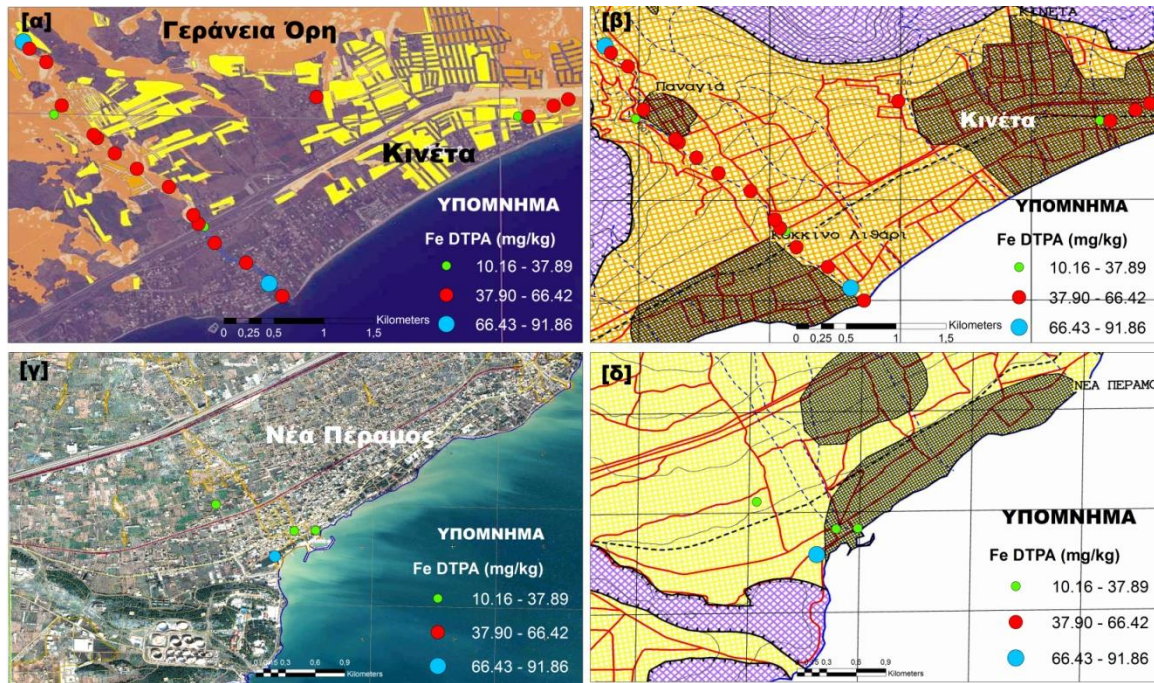 [α]
Γεράνεια Όρη
Κινέτα
ΥΠΟΜΝΗΜΑ
Fe DTPA (mg/kg)
10.16 - 37.89
37.90 - 66.42
66.43 - 91.86
Kilometers
0 0,25 0,5 1 1,5
[β]
ΚΙΝΕΤΑ
Παναγιά
Κινέτα
Κόκκινο Λιθάρι
ΥΠΟΜΝΗΜΑ
Fe DTPA (mg/kg)
10.16 - 37.89
37.90 - 66.42
66.43 - 91.86
Kilometers
0 0,25 0,5 1 1,5
[γ]
Νέα Πέραμος
ΥΠΟΜΝΗΜΑ
Fe DTPA (mg/kg)
10.16 - 37.89
37.90 - 66.42
66.43 - 91.86
0,3 0,6 0,9
Kilometers
[δ]
ΝΕΑ ΠΕΡΑΜΟ
ΥΠΟΜΝΗΜΑ
Fe DTPA (mg/kg)
10.16 - 37.89
37.90 - 66.42
66.43 - 91.86
0,3 0,6 0,9
Kilometers